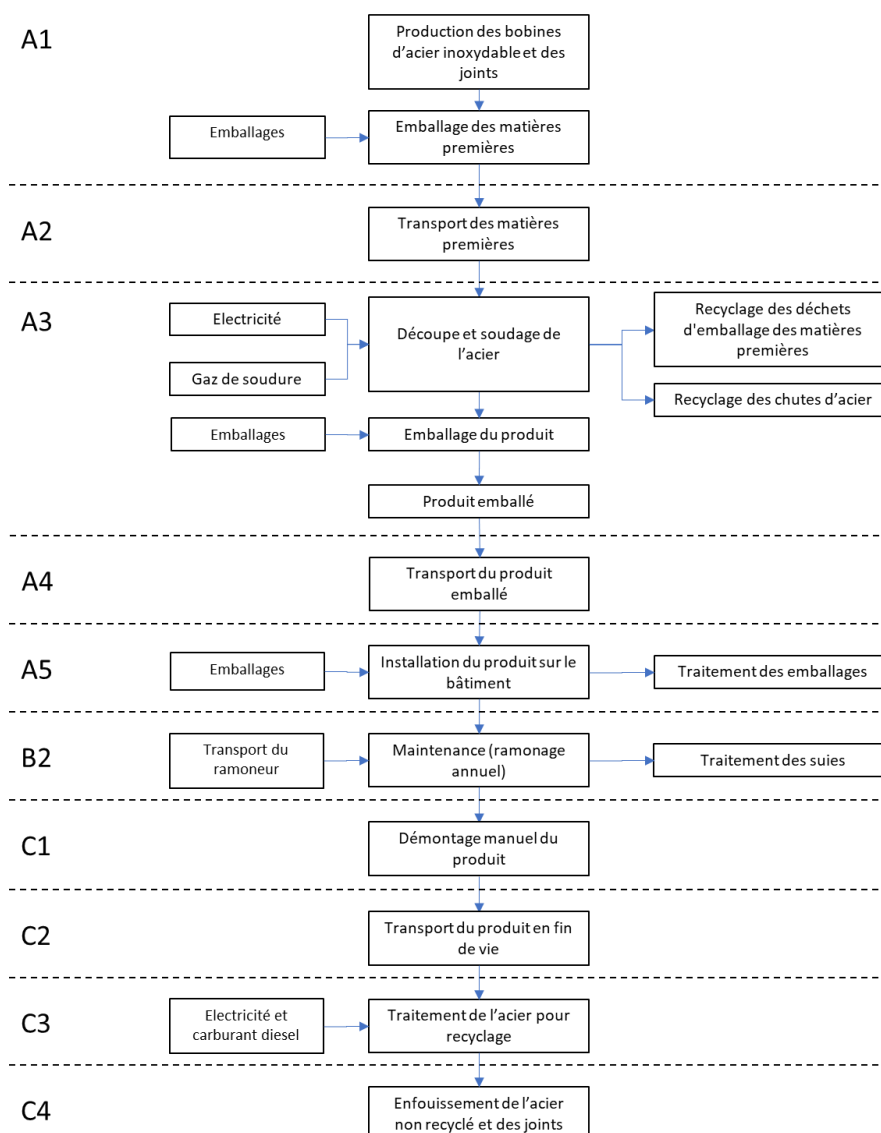 A1
Production des bobines
d’acier inoxydable et des
joints
Emballages
Emballage des matières
premières
A2
Transport des matières
premières
A3
Electricité
Gaz de soudure
Découpe et soudage de
l’acier
Recyclage des déchets
d'emballage des matières
premières
Recyclage des chutes d’acier
Emballages
Emballage du produit
Produit emballé
A4
Transport du produit
emballé
A5
Emballages
Installation du produit sur le
bâtiment
Traitement des emballages
B2
Transport du
ramoneur
Maintenance (ramonage
annuel)
Traitement des suies
C1
Démontage manuel du
produit
C2
Transport du produit en fin
de vie
C3
Electricité et
carburant diesel
Traitement de l’acier pour
recyclage
C4
Enfouissement de l’acier
non recyclé et des joints